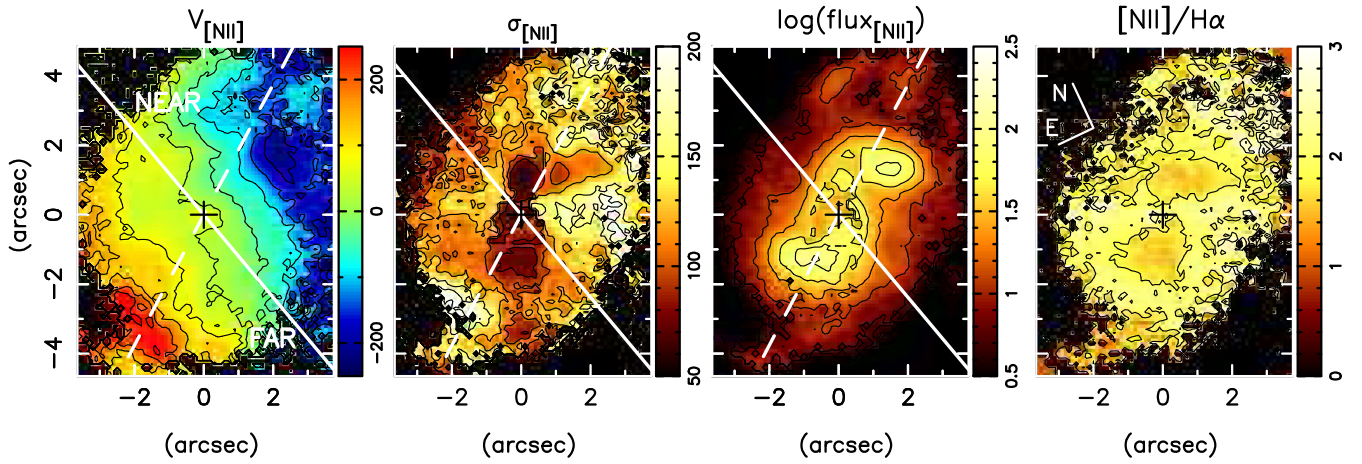 V[NII]
σ[NII]
log(flux[NII])
[NII]/Hα
(arcsec)
4
2
0
−2
−4
NEAR
FAR
−2 0 2
(arcsec)
200
0
−200
−2 0 2
(arcsec)
200
150
100
50
−2 0 2
(arcsec)
2.5
2
1.5
1
0.5
N
E
−2 0 2
(arcsec)
3
2
1
0